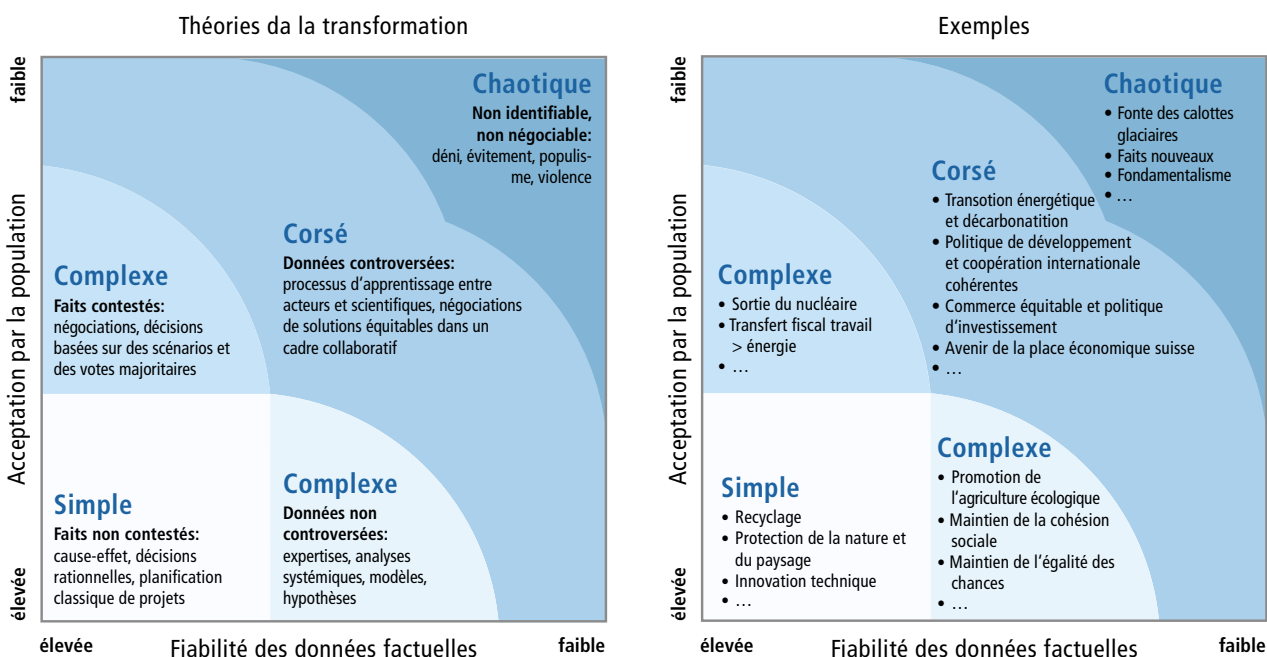 Théories da la transformation
faible
Acceptation par la population
élevée
Chaotique
Non identifiable,
non négociable:
déni, évitement, populis-
me, violence
Corsé
Données controversées:
processus d’apprentissage entre
acteurs et scientifiques, négociations
de solutions équitables dans un
cadre collaboratif
Complexe
Faits contestés:
négociations, décisions
basées sur des scénarios et
des votes majoritaires
Simple
Faits non contestés:
cause-effet, décisions
rationnelles, planification
classique de projets
Complexe
Données non
controversées:
expertises, analyses
systémiques, modèles,
hypothèses
élevée
Fiabilité des données factuelles
faible
Exemples
faible
Acceptation par la population
élevée
Chaotique
• Fonte des calottes
glaciaires
• Faits nouveaux
• Fondamentalisme
• …
Corsé
• Transotion énergétique
et décarbonatition
• Politique de développement
et coopération internationale
cohérentes
• Commerce équitable et politique
d’investissement
• Avenir de la place économique suisse
• …
Complexe
• Sortie du nucléaire
• Transfert fiscal travail
> énergie
• …
Simple
• Recyclage
• Protection de la nature et
du paysage
• Innovation technique
• …
Complexe
• Promotion de
l’agriculture écologique
• Maintien de la cohésion
sociale
• Maintien de l’égalité des
chances
• …
élevée
Fiabilité des données factuelles
faible